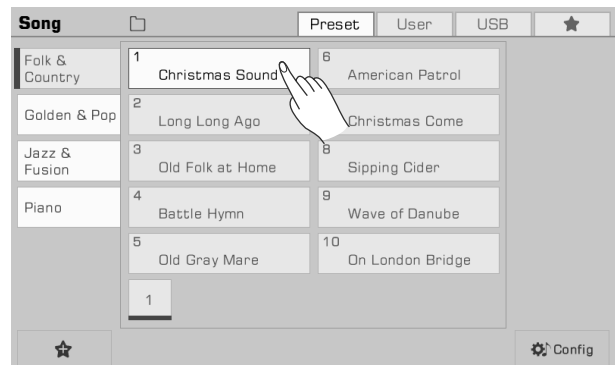 Song
Preset
User
USB
Folk &
Country
Golden & Pop
Jazz &
Fusion
Piano
1
Christmas Sound
2
Long Long Ago
3
Old Folk at Home
4
Battle Hymn
5
Old Gray Mare
6
American Patrol
Christmas Come
8
Sipping Cider
9
Wave of Danube
10
On London Bridge
1
Config